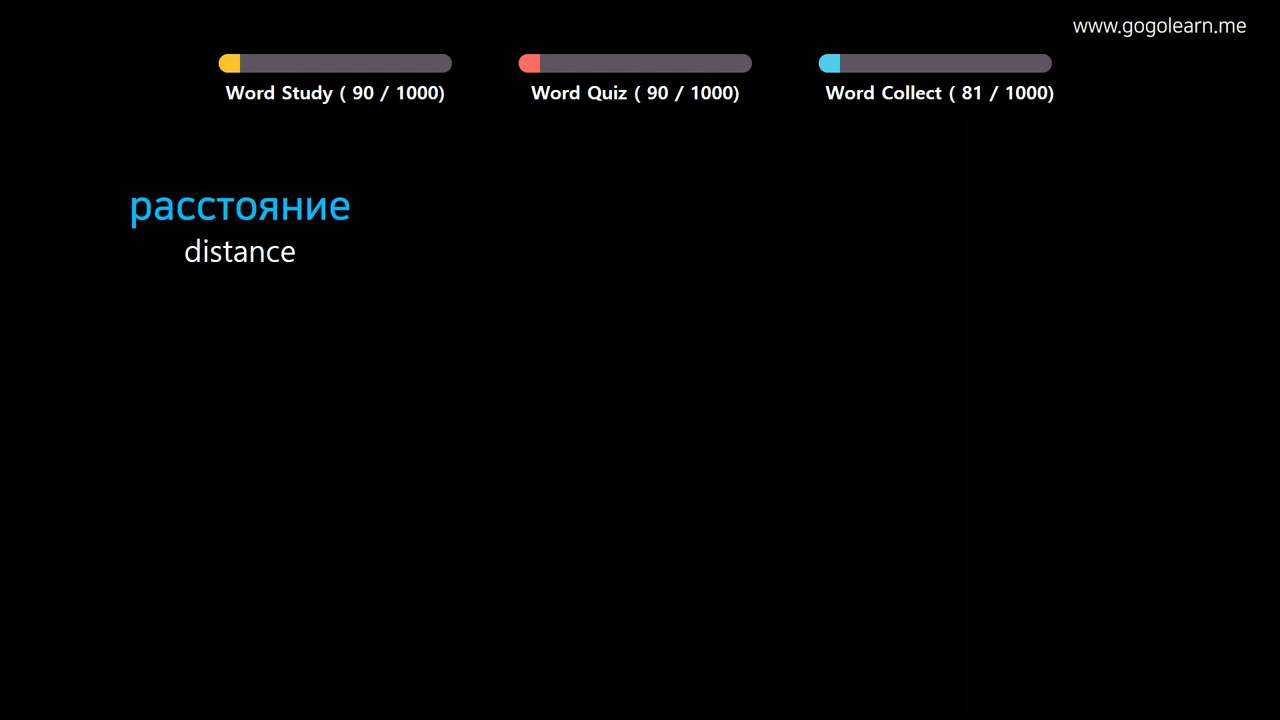 www.gogolearn.me
Word Study ( 90 / 1000)
Word Quiz ( 90 / 1000)
Word Collect ( 81 / 1000)
расстояние
distance